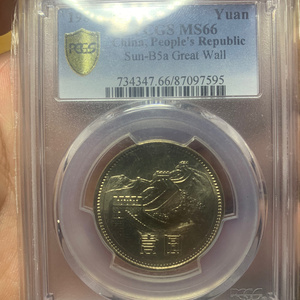 Yuan
PCGS MS66
China, People's Republic
Sun-B5a Great Wall
734347.66/87097595
壹圆